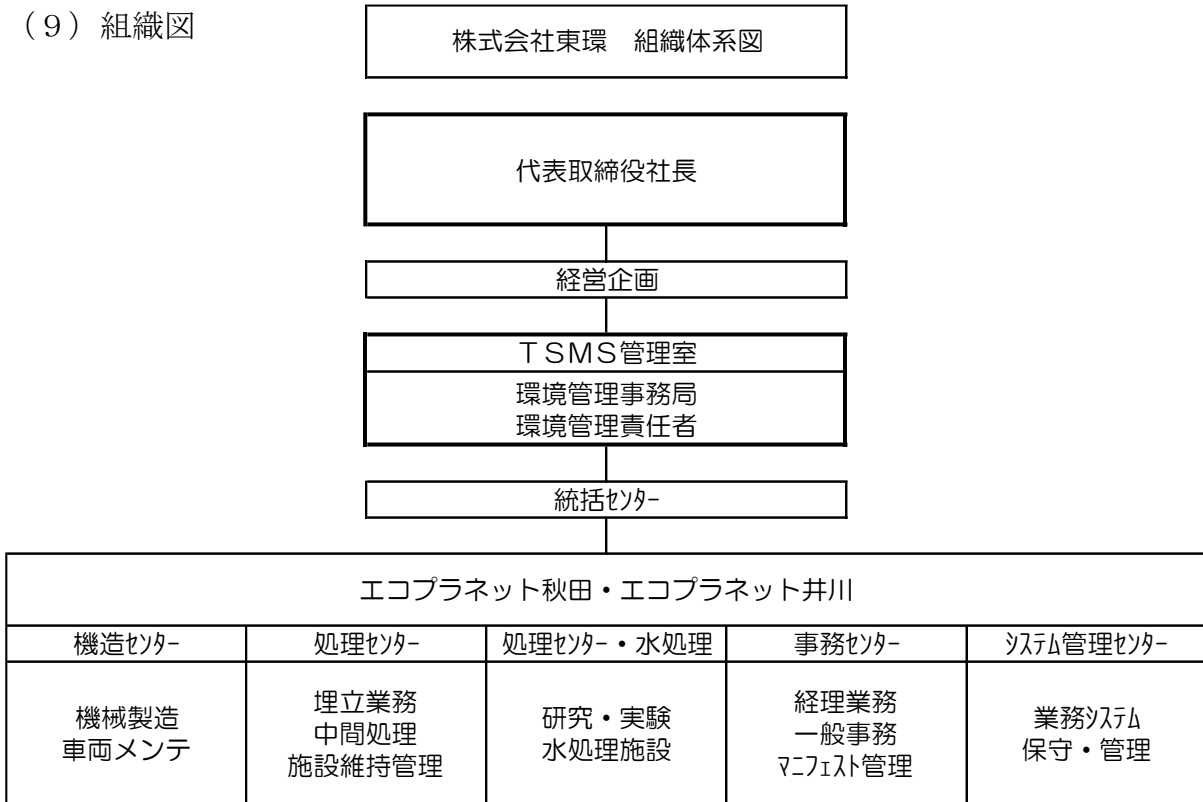 （９）組織図
株式会社東環　組織体系図
代表取締役社長
経営企画
ＴＳＭＳ管理室
環境管理事務局
環境管理責任者
統括ｾﾝﾀｰ
エコプラネット秋田・エコプラネット井川
機造ｾﾝﾀｰ
処理ｾﾝﾀｰ
処理ｾﾝﾀｰ・水処理
事務ｾﾝﾀｰ
ｼｽﾃﾑ管理ｾﾝﾀｰ
機械製造
車両メンテ
埋立業務
中間処理
施設維持管理
研究・実験
水処理施設
経理業務
一般事務
ﾏﾆﾌｪｽﾄ管理
業務ｼｽﾃﾑ
保守・管理